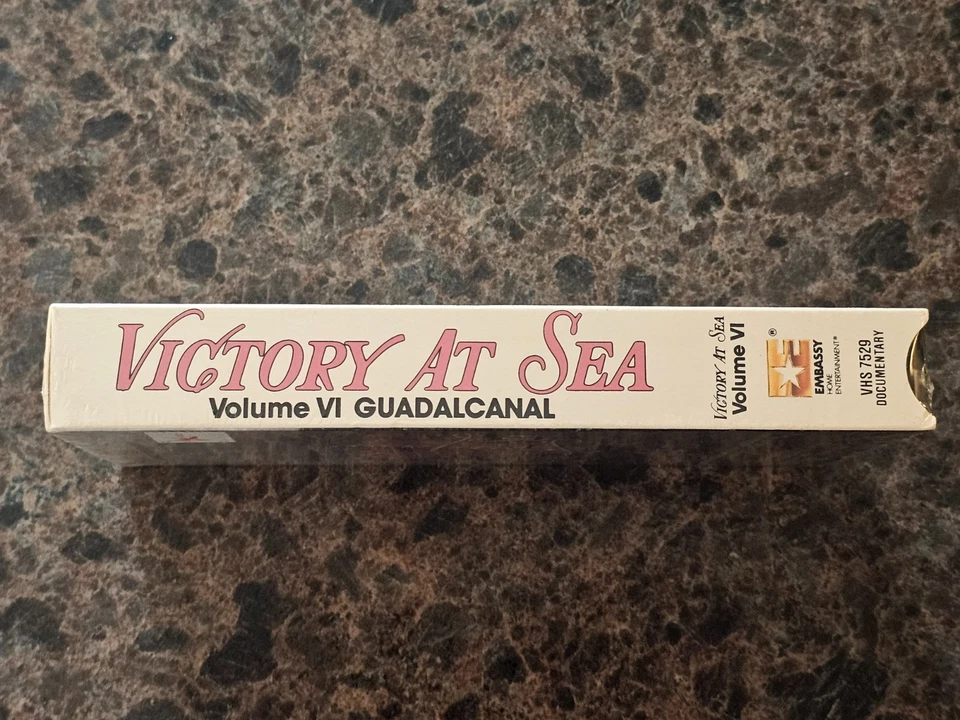 VICTORY AT SEA
Volume VI GUADALCANAL
VICTORY AT SEA
Volume VI
E
®
EMBASSY
HOME
ENTERTAINMENT®
VHS 7529
DOCUMENTARY